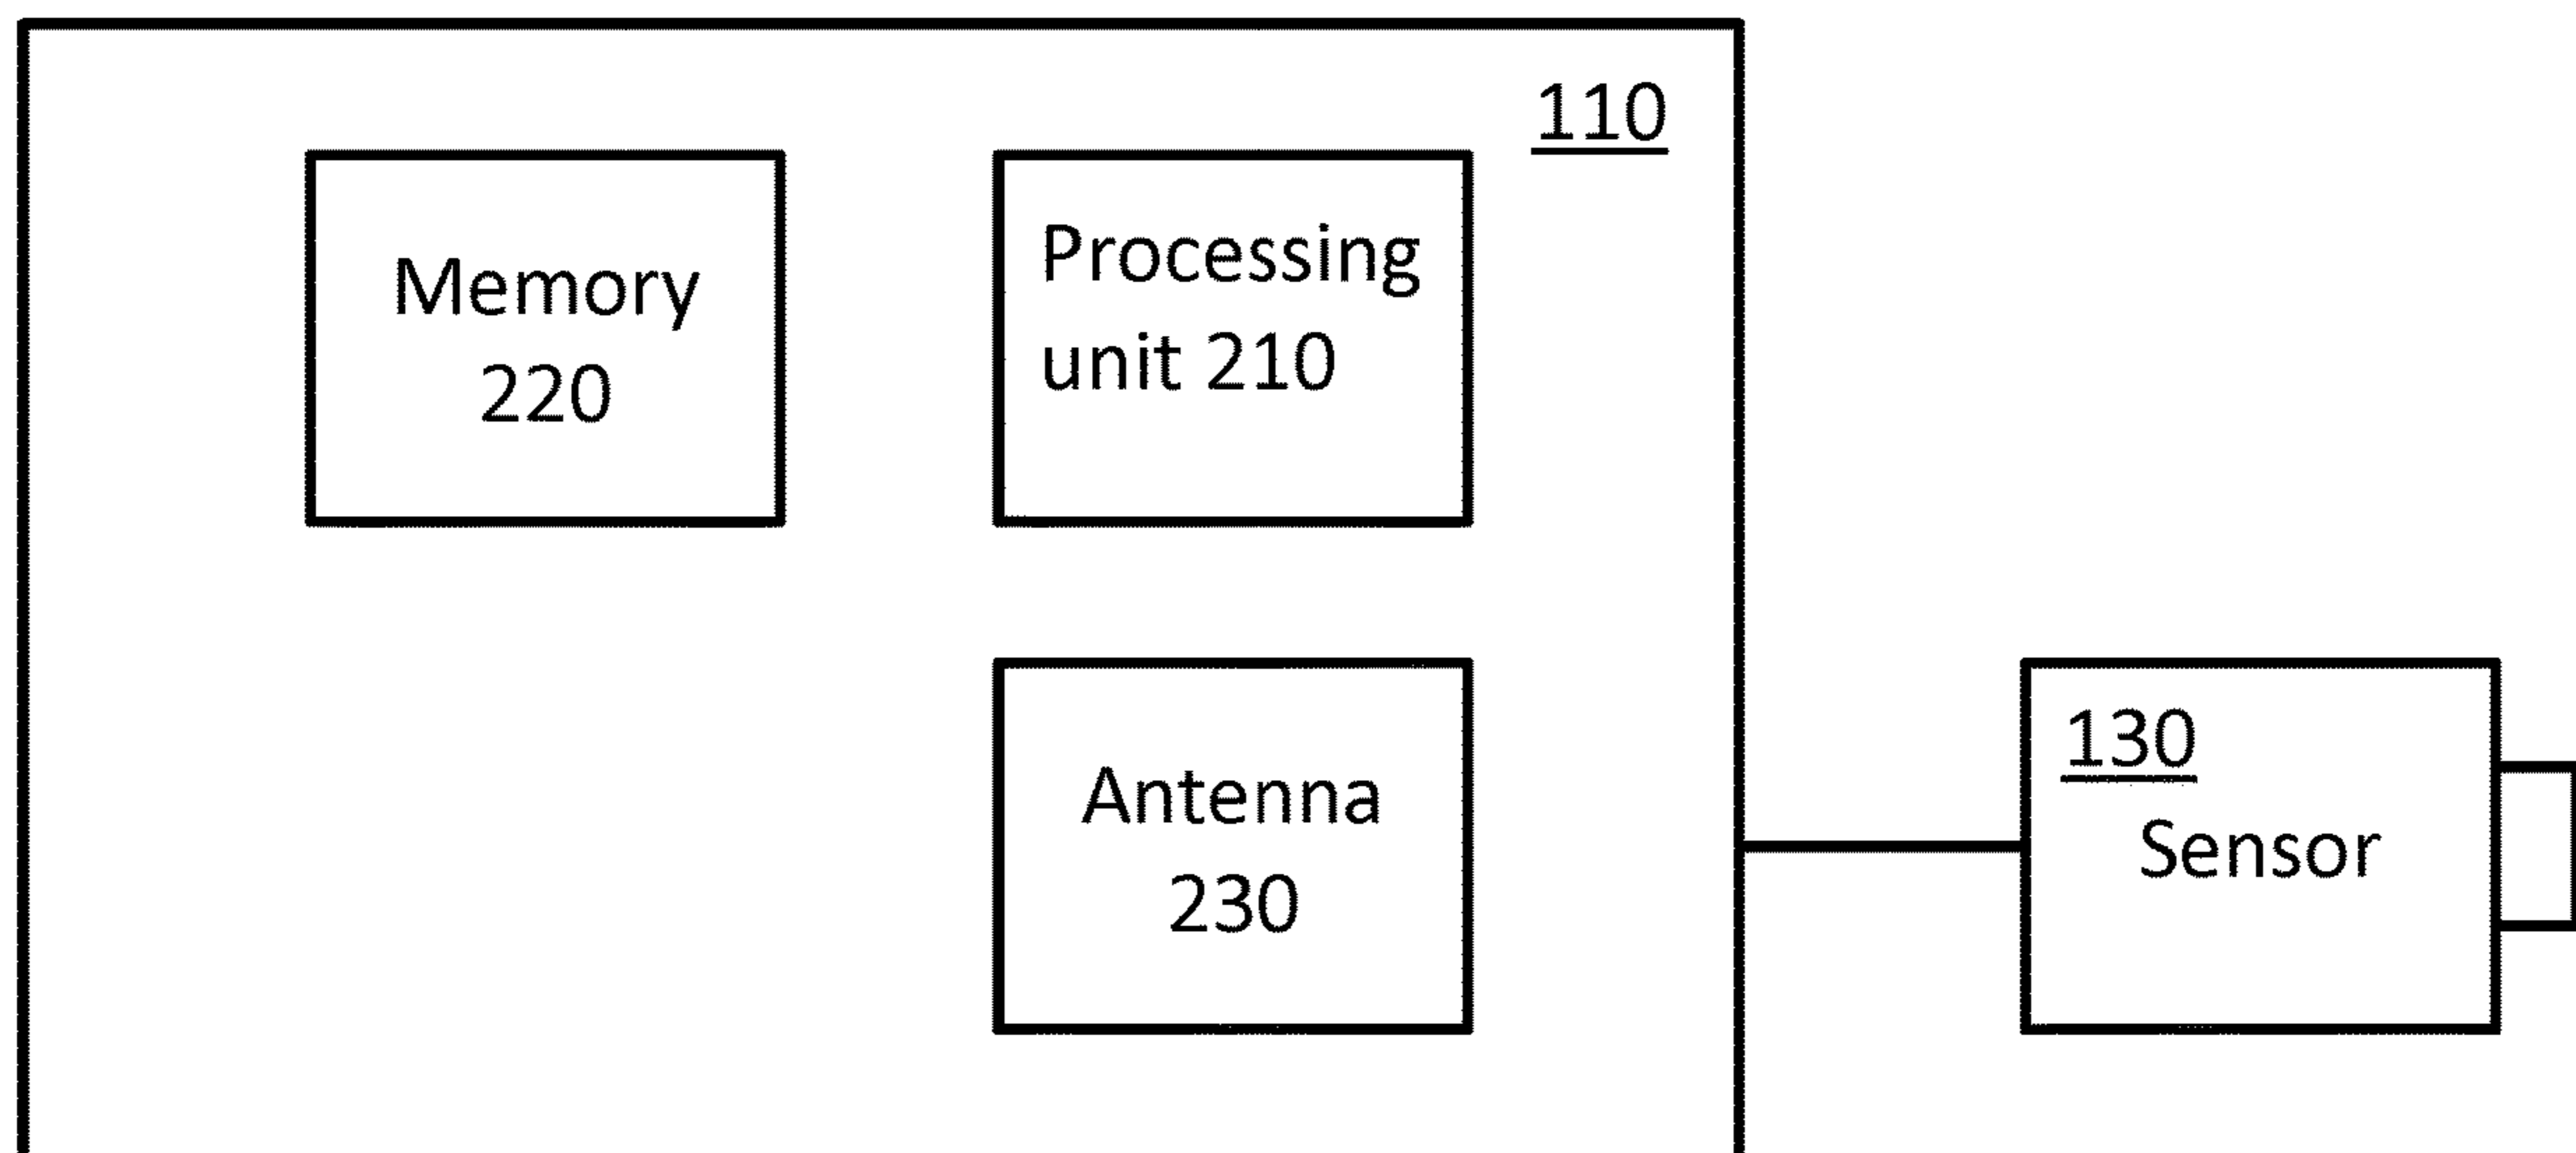 110
Memory
220
Processing
unit 210
Antenna
230
130
Sensor